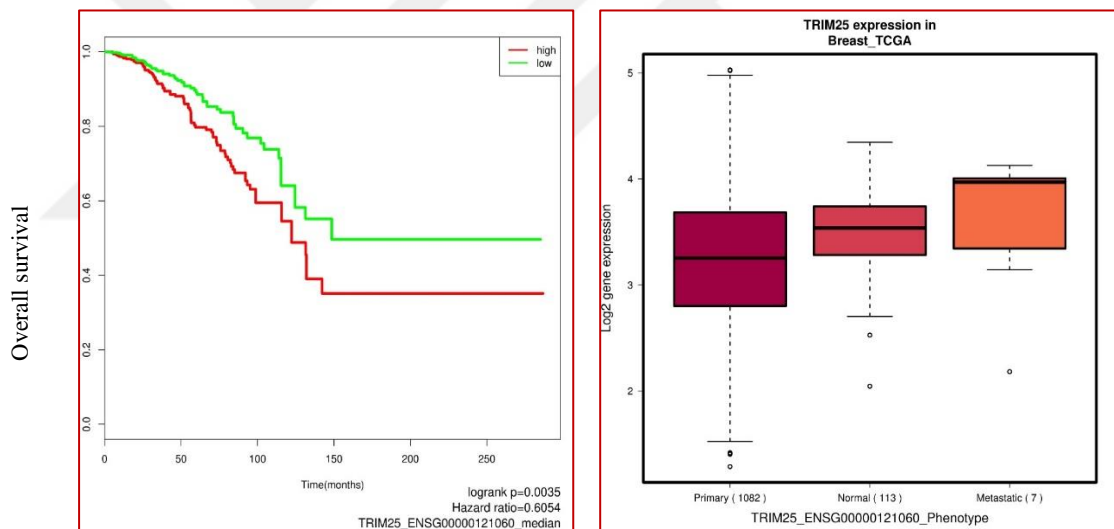 Overall survival
high
low
1.0
0.8
0.6
0.4
0.2
0.0
0 50 100 150 200 250
Time(months)
logrank p=0.0035
Hazard ratio=0.6054
TRIM25_ENSG00000121060_median
TRIM25 expression in
Breast_TCGA
Log2 gene expression
5
4
3
2
Primary ( 1082 ) Normal ( 113 ) Metastatic ( 7 )
TRIM25_ENSG00000121060_Phenotype